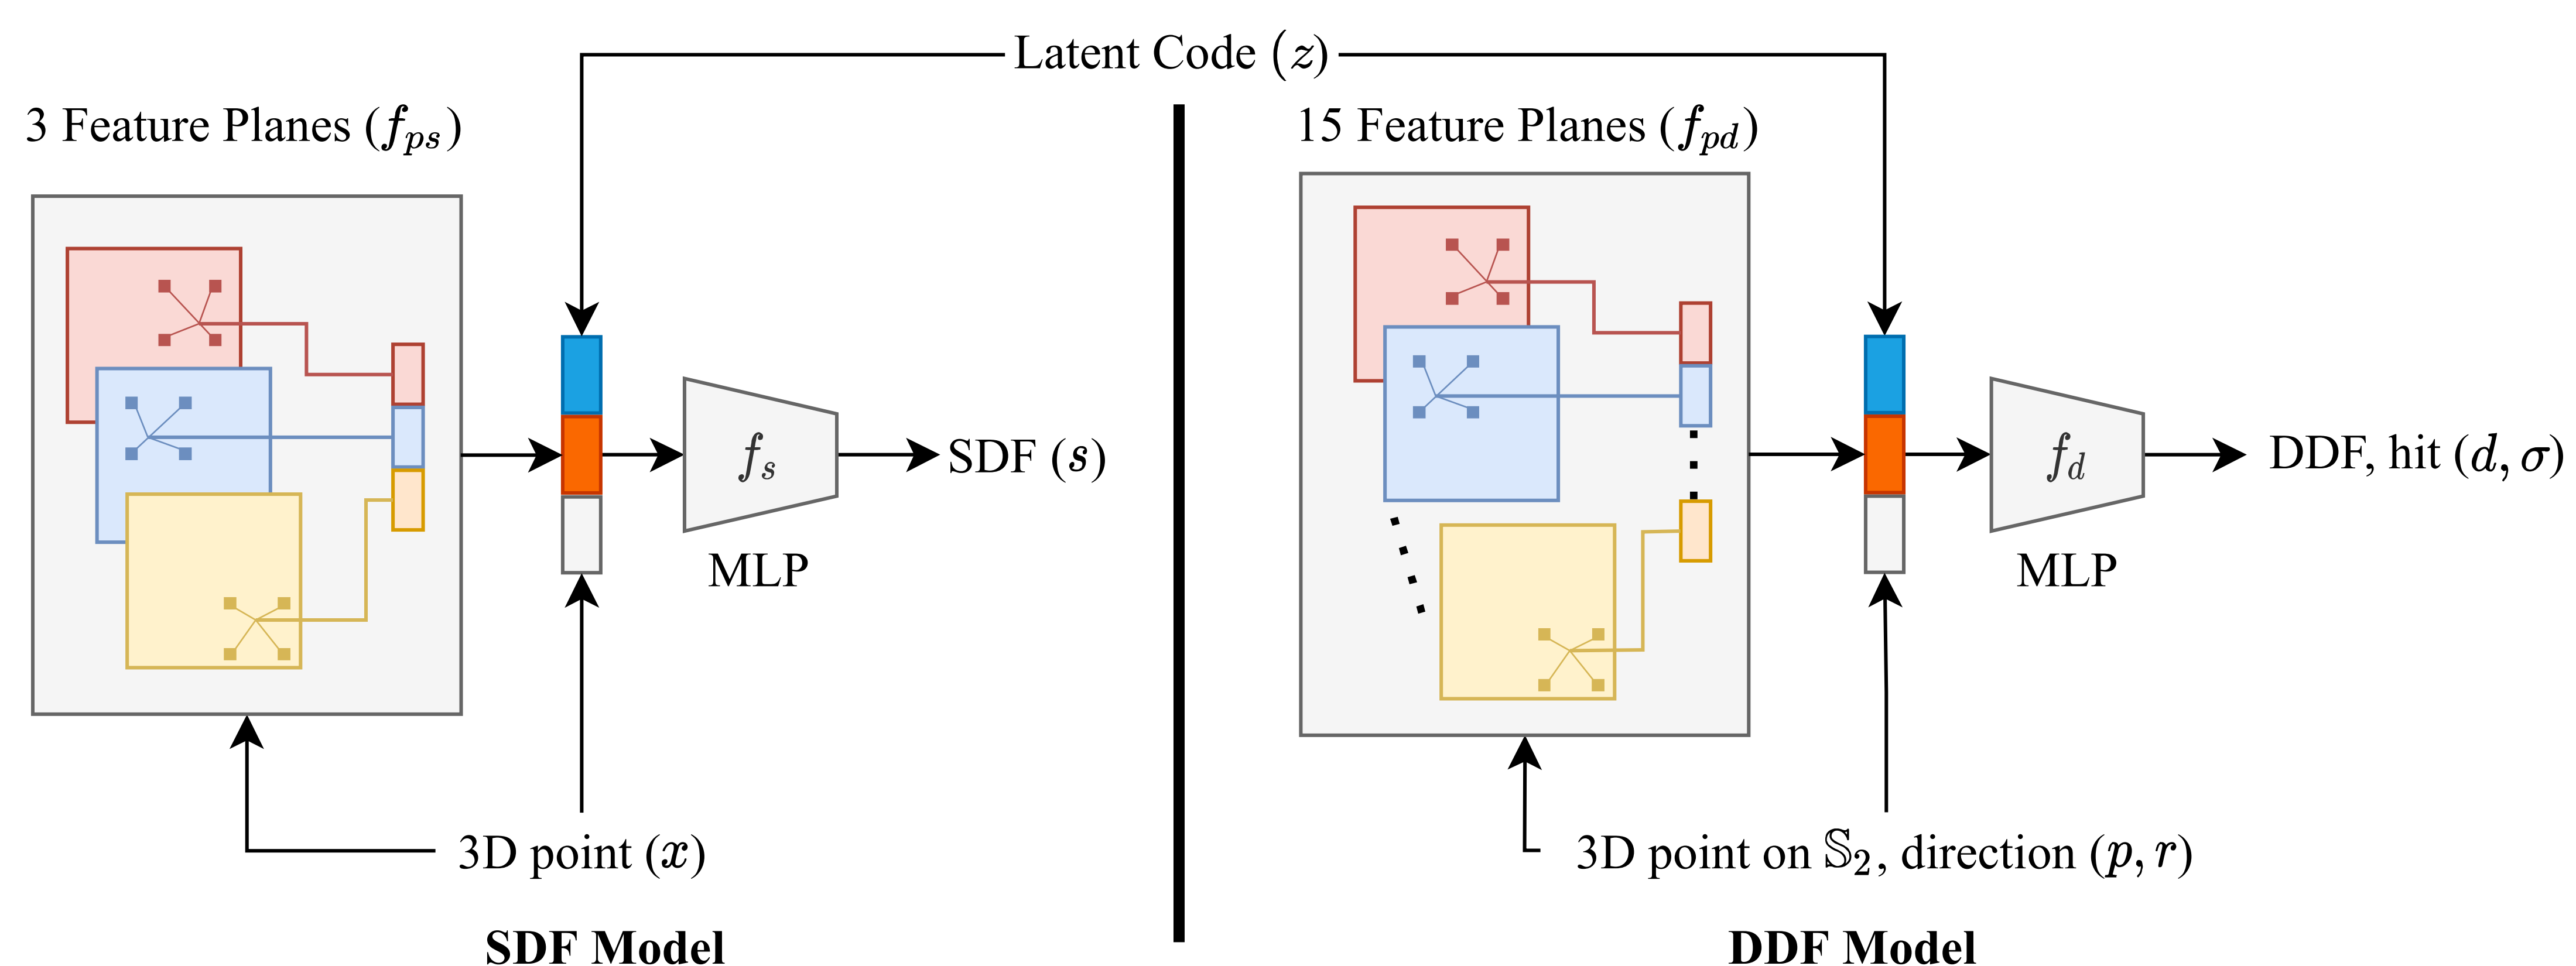 Latent Code (z)
3 Feature Planes (f_ps)
15 Feature Planes (f_pd)
f_s
SDF (s)
MLP
f_d
DDF, hit (d, σ)
MLP
3D point (x)
3D point on 𝕊₂, direction (p, r)
SDF Model
DDF Model